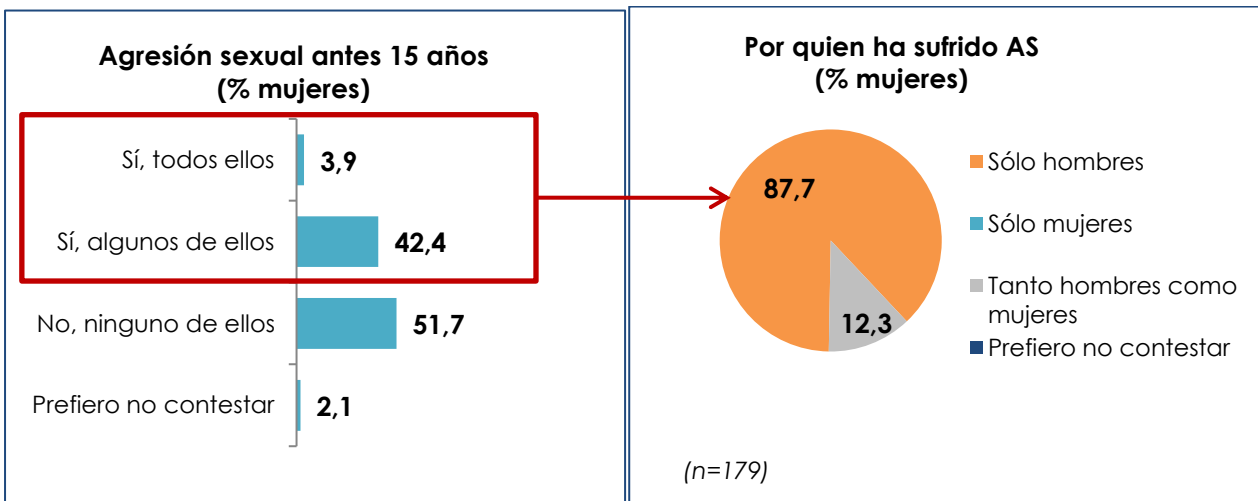 Agresión sexual antes 15 años
(% mujeres)
Sí, todos ellos
3,9
Sí, algunos de ellos
42,4
No, ninguno de ellos
51,7
Prefiero no contestar
2,1
Por quien ha sufrido AS
(% mujeres)
87,7
12,3
Sólo hombres
Sólo mujeres
Tanto hombres como
mujeres
Prefiero no contestar
(n=179)